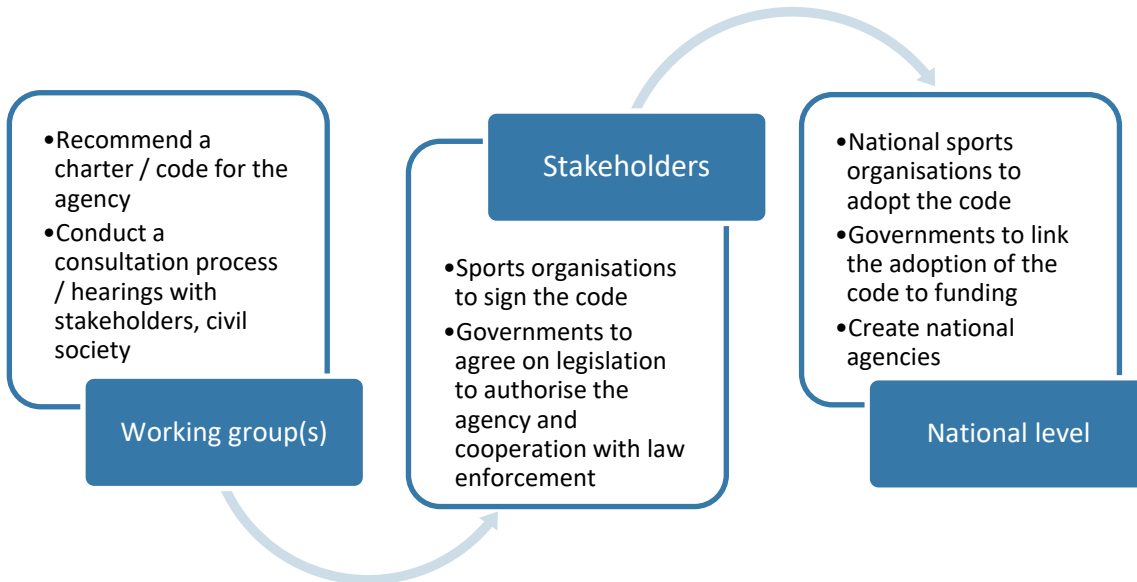 •Recommend a
charter / code for the
agency
•Conduct a
consultation process
/ hearings with
stakeholders, civil
society
Working group(s)
Stakeholders
•Sports organisations
to sign the code
•Governments to
agree on legislation
to authorise the
agency and
cooperation with law
enforcement
•National sports
organisations to
adopt the code
•Governments to link
the adoption of the
code to funding
•Create national
agencies
National level